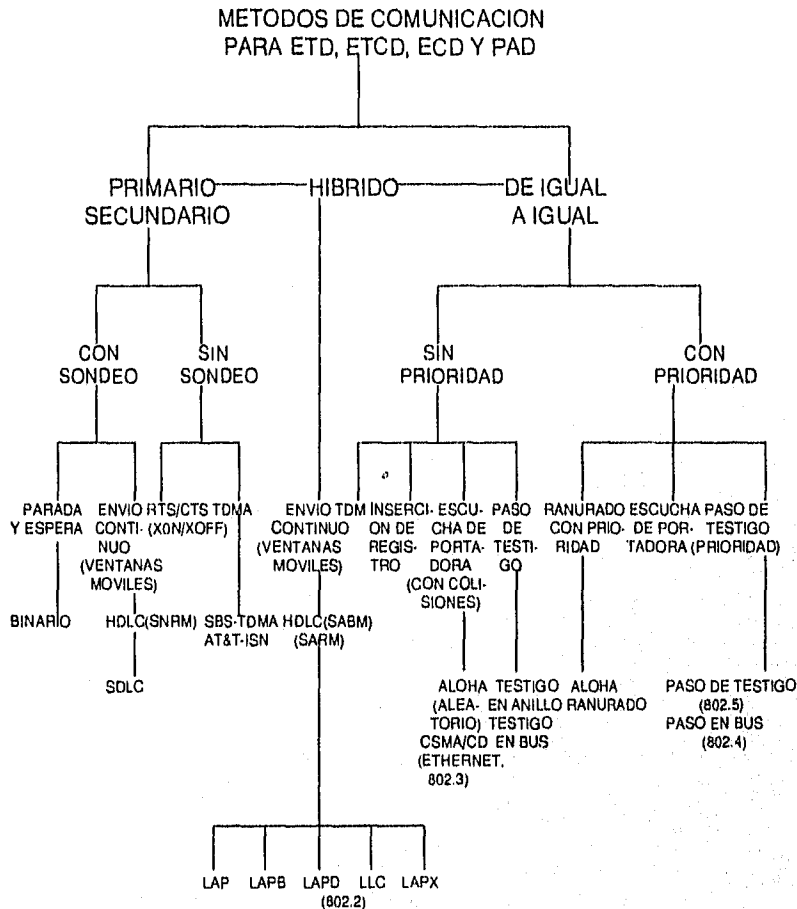 METODOS DE COMUNICACION
PARA ETD, ETCD, ECD Y PAD
PRIMARIO
SECUNDARIO
HIBRIDO
DE IGUAL
A IGUAL
CON
SONDEO
SIN
SONDEO
SIN
PRIORIDAD
CON
PRIORIDAD
PARADA
Y ESPERA
ENVIO
CONTI-
NUO
(VENTANAS
MOVILES)
RTS/CTS
(XON/XOFF)
TDMA
ENVIO
CONTINUO
(VENTANAS
MOVILES)
TDM
INSERCI-
ON DE
REGIS-
TRO
ESCU-
CHA DE
PORTA-
DORA
(CON COLI-
SIONES)
PASO
DE
TESTI-
GO
RANURADO
CON PRIO-
RIDAD
ESCUCHA
DE POR-
TADORA
PASO DE
TESTIGO
(PRIORIDAD)
BINARIO
HDLC(SNRM)
SBS-TDMA
AT&T-ISN
HDLC(SABM)
(SARM)
SDLC
ALOHA
(ALEA-
TORIO)
CSMA/CD
(ETHERNET,
802.3)
TESTIGO
EN ANILLO
TESTIGO
EN BUS
ALOHA
RANURADO
PASO DE TESTIGO
(802.5)
PASO EN BUS
(802.4)
LAP
LAPB
LAPD
LLC
LAPX
(802.2)